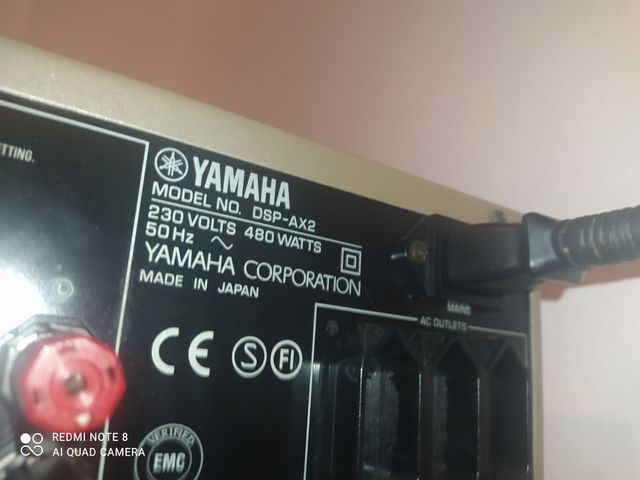 ETTING.
YAMAHA
MODEL NO. DSP-AX2
230 VOLTS 480 WATTS
50 Hz ~
YAMAHA CORPORATION
MADE IN JAPAN
MAINS
AC OUTLETS
CE S FI
VERIFIED
EMC
REDMI NOTE 8
AI QUAD CAMERA